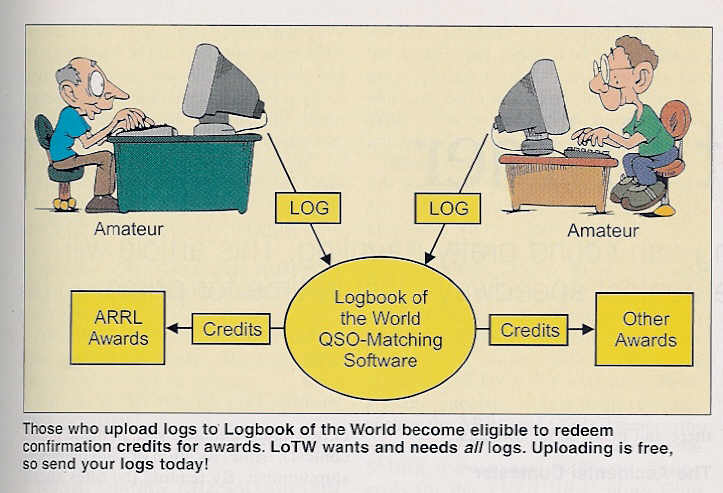 LOG
LOG
Amateur
Amateur
Logbook of
the World
QSO-Matching
Software
ARRL
Awards
Credits
Credits
Other
Awards
Those who upload logs to Logbook of the World become eligible to redeem
confirmation credits for awards. LoTW wants and needs all logs. Uploading is free,
so send your logs today!